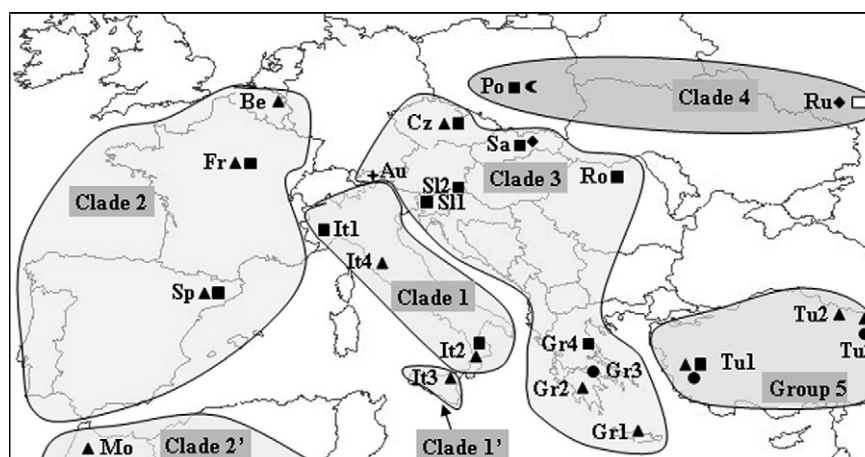 Po
Clade 4
Ru
Be
Cz
Sa
Fr
Au
Clade 3
Ro
Sl2
Sl1
Clade 2
It1
It4
Sp
Clade 1
Tu2
It2
Gr4
Tu1
Gr3
It3
Gr2
Group 5
Gr1
Mo
Clade 2’
Clade 1’